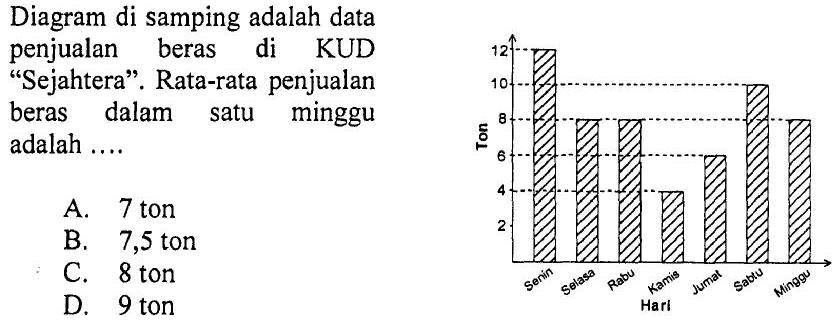 Diagram di samping adalah data
penjualan beras di KUD
“Sejahtera”. Rata-rata penjualan
beras dalam satu minggu
adalah ….
A. 7 ton
B. 7,5 ton
C. 8 ton
D. 9 ton
12
10
8
6
4
2
Ton
Senin Selasa Rabu Kamis Jumat Sabtu Minggu
Hari